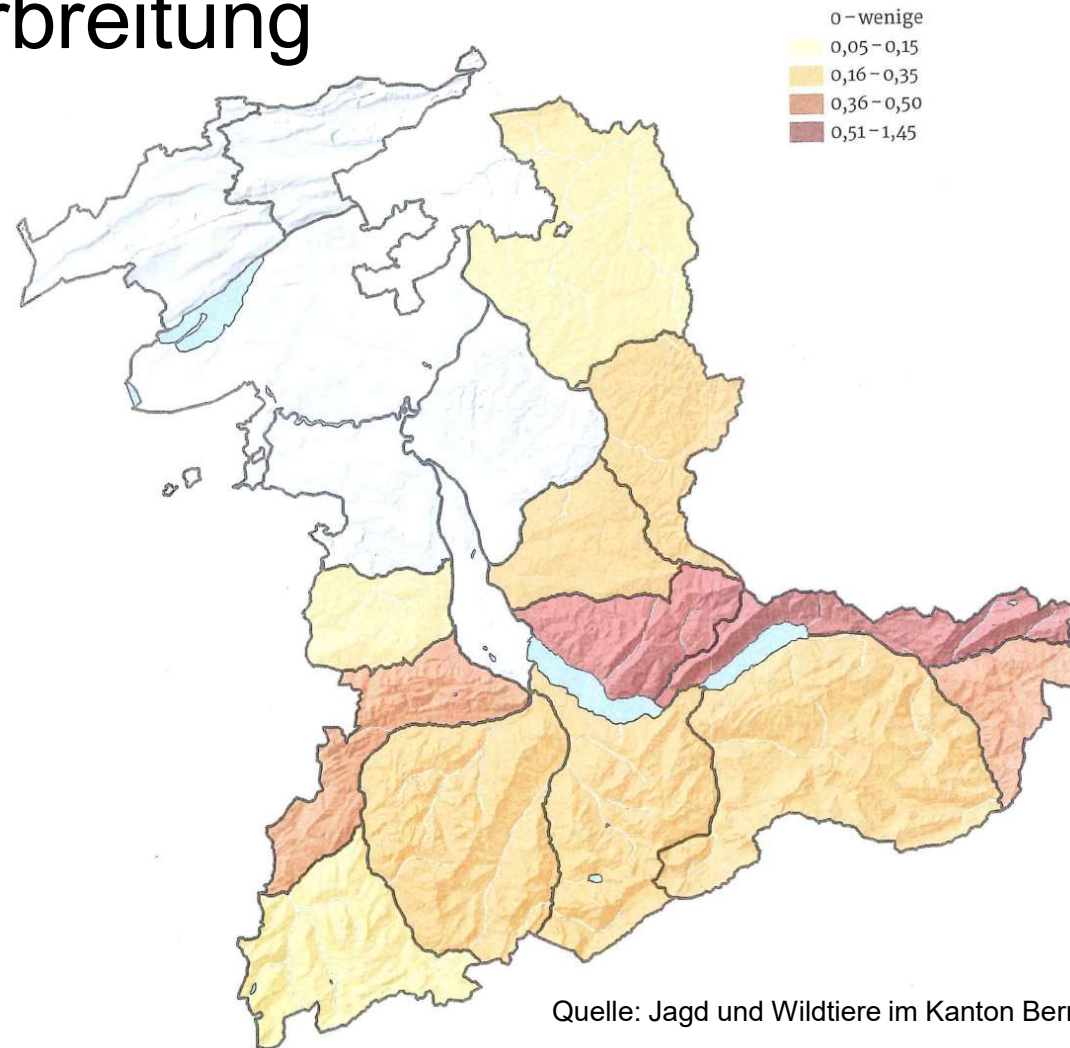 rbreitung
0 – wenige
0,05 – 0,15
0,16 – 0,35
0,36 – 0,50
0,51 – 1,45
Quelle: Jagd und Wildtiere im Kanton Bern